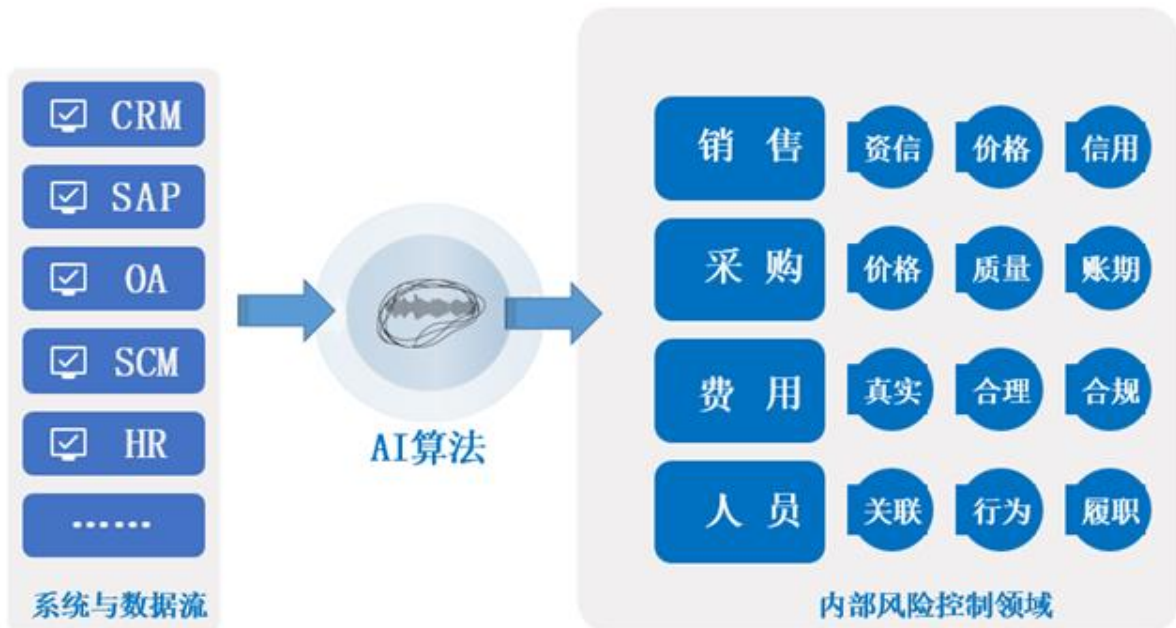 CRM
SAP
OA
SCM
HR
……
系统与数据流
AI算法
销售 资信 价格 信用
采购 价格 质量 账期
费用 真实 合理 合规
人员 关联 行为 履职
内部风险控制领域